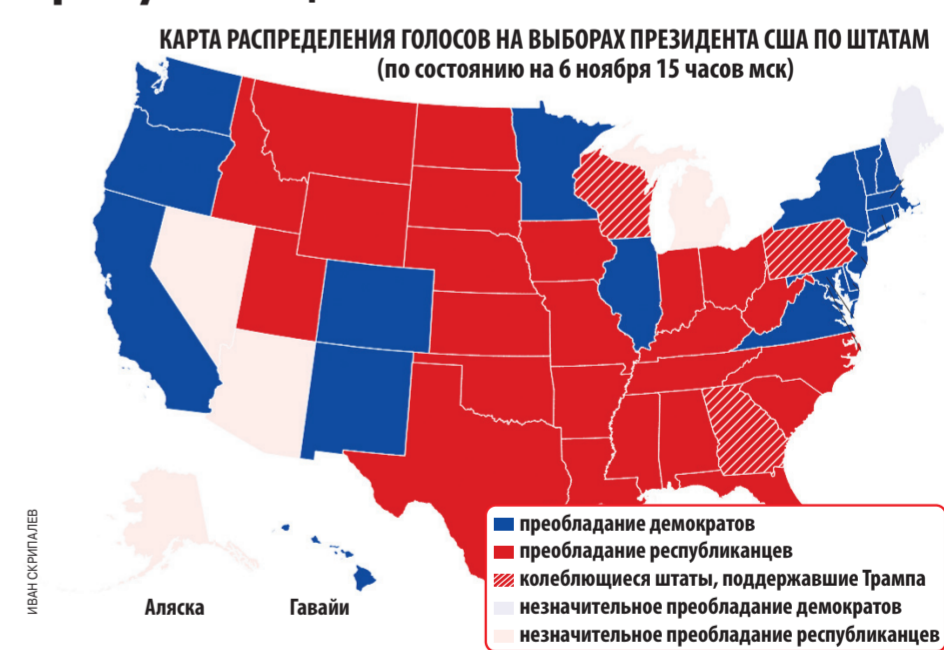 КАРТА РАСПРЕДЕЛЕНИЯ ГОЛОСОВ НА ВЫБОРАХ ПРЕЗИДЕНТА США ПО ШТАТАМ
(по состоянию на 6 ноября 15 часов мск)
ИВАН СКРИПАЛЕВ
Аляска
Гавайи
преобладание демократов
преобладание республиканцев
колеблющиеся штаты, поддержавшие Трампа
незначительное преобладание демократов
незначительное преобладание республиканцев